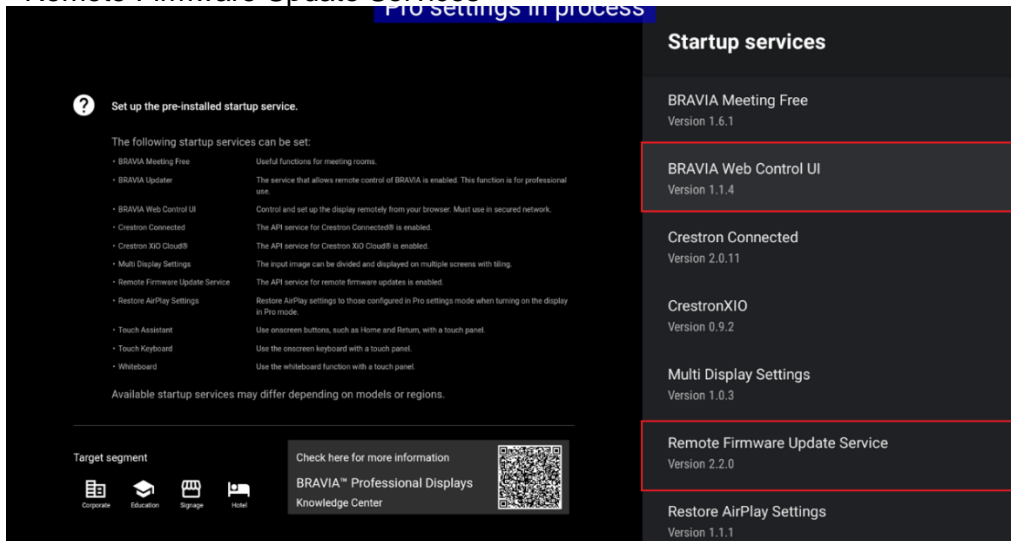 Remote Firmware Update Services
Pro settings in process
Startup services
Set up the pre-installed startup service.
The following startup services can be set:
• BRAVIA Meeting Free Useful functions for meeting rooms.
• BRAVIA Updater The service that allows remote control of BRAVIA is enabled. This function is for professional
use.
• BRAVIA Web Control UI Control and set up the display remotely from your browser. Must use in secured network.
• Crestron Connected The API service for Crestron Connected® is enabled.
• Crestron XiO Cloud® The API service for Crestron XiO Cloud® is enabled.
• Multi Display Settings The input image can be divided and displayed on multiple screens with tiling.
• Remote Firmware Update Service The API service for remote firmware updates is enabled.
• Restore AirPlay Settings Restore AirPlay settings to those configured in Pro settings mode when turning on the display
in Pro mode.
• Touch Assistant Use onscreen buttons, such as Home and Return, with a touch panel.
• Touch Keyboard Use the onscreen keyboard with a touch panel.
• Whiteboard Use the whiteboard function with a touch panel.
Available startup services may differ depending on models or regions.
Target segment
Corporate Education Signage Hotel
Check here for more information
BRAVIA™ Professional Displays
Knowledge Center
BRAVIA Meeting Free
Version 1.6.1
BRAVIA Web Control UI
Version 1.1.4
Crestron Connected
Version 2.0.11
CrestronXIO
Version 0.9.2
Multi Display Settings
Version 1.0.3
Remote Firmware Update Service
Version 2.2.0
Restore AirPlay Settings
Version 1.1.1